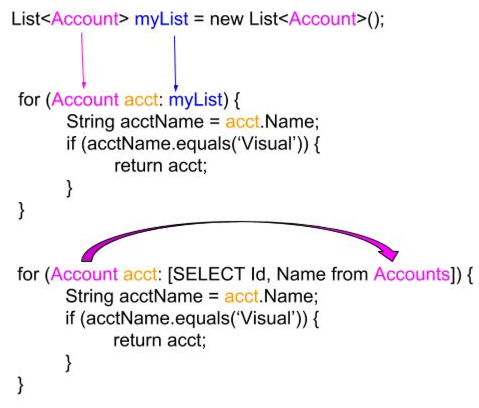 List<Account> myList = new List<Account>();
for (Account acct: myList) {
String acctName = acct.Name;
if (acctName.equals(‘Visual’)) {
return acct;
}
}
for (Account acct: [SELECT Id, Name from Accounts]) {
String acctName = acct.Name;
if (acctName.equals(‘Visual’)) {
return acct;
}
}